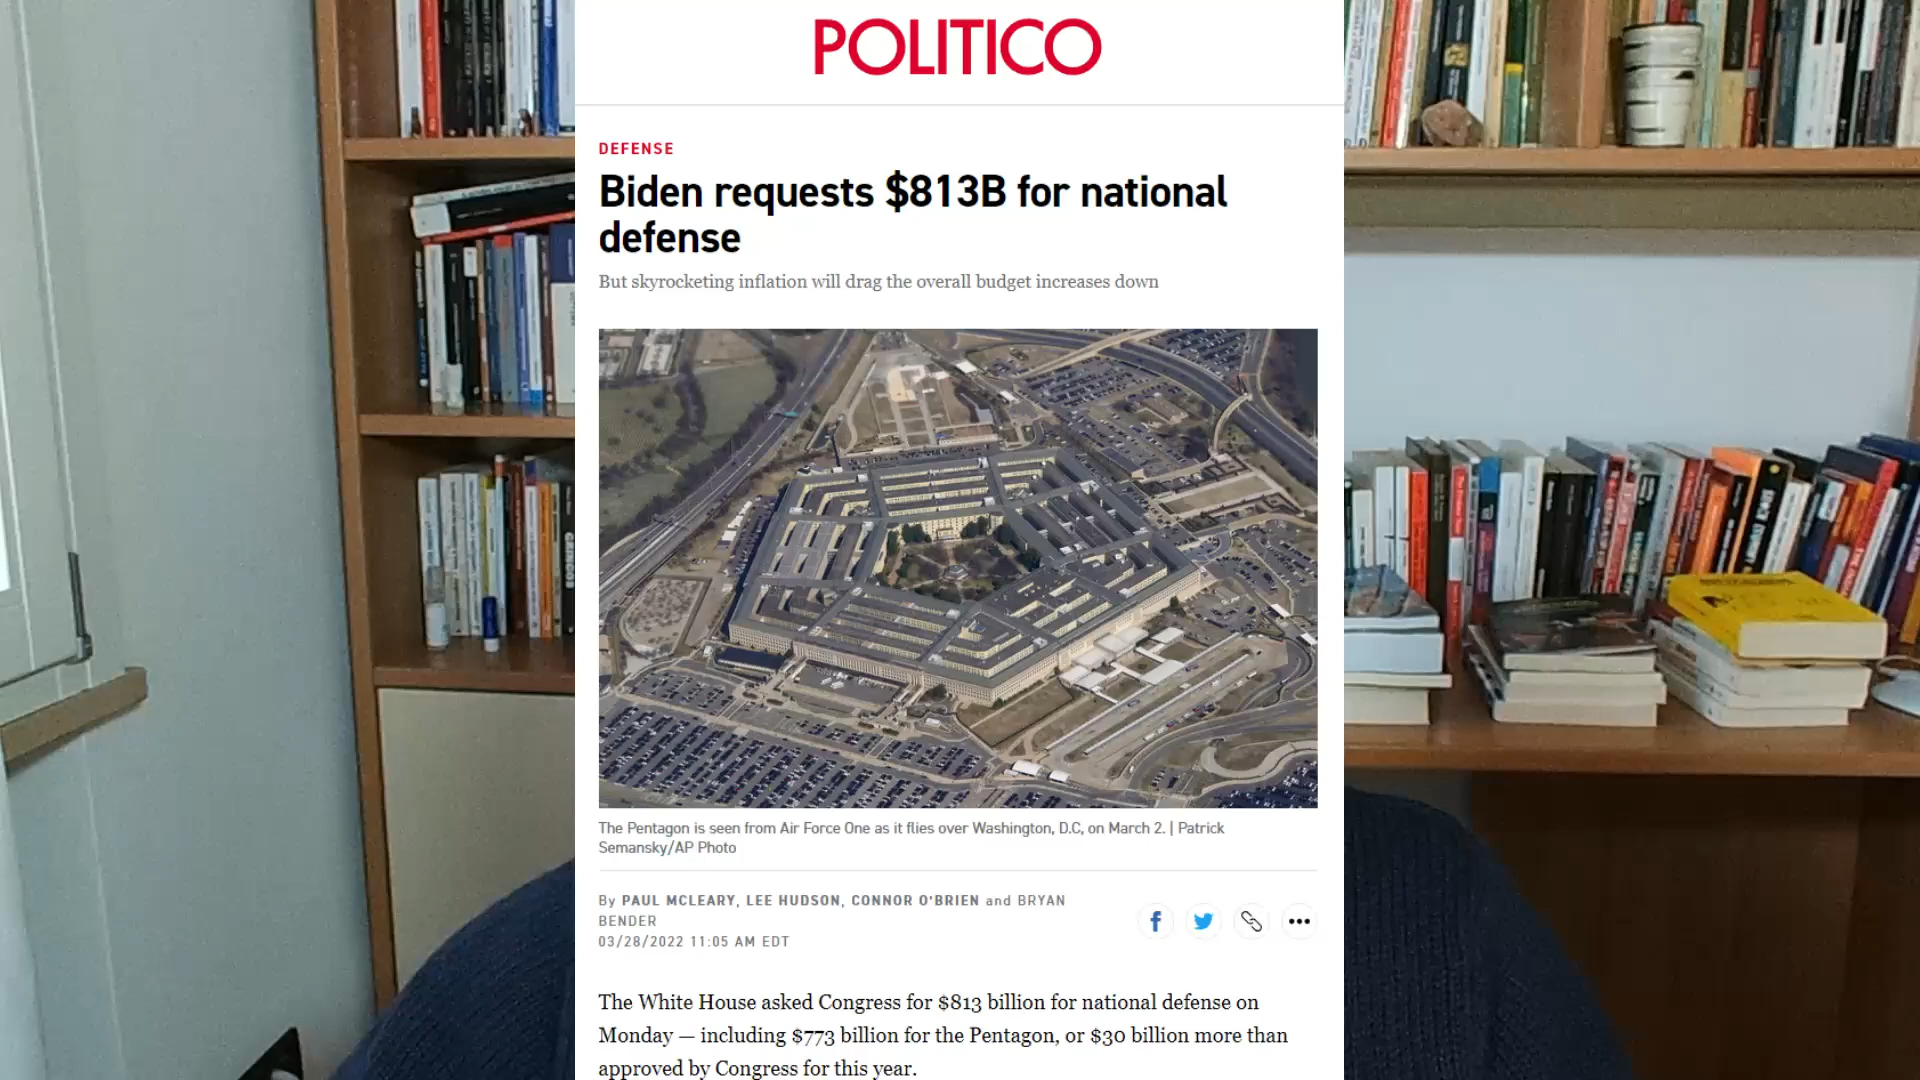 POLITICO
DEFENSE
Biden requests $813B for national
defense
But skyrocketing inflation will drag the overall budget increases down
The Pentagon is seen from Air Force One as it flies over Washington, D.C, on March 2. | Patrick
Semansky/AP Photo
By PAUL MCLEARY, LEE HUDSON, CONNOR O'BRIEN and BRYAN
BENDER
03/28/2022 11:05 AM EDT
The White House asked Congress for $813 billion for national defense on
Monday — including $773 billion for the Pentagon, or $30 billion more than
approved by Congress for this year.